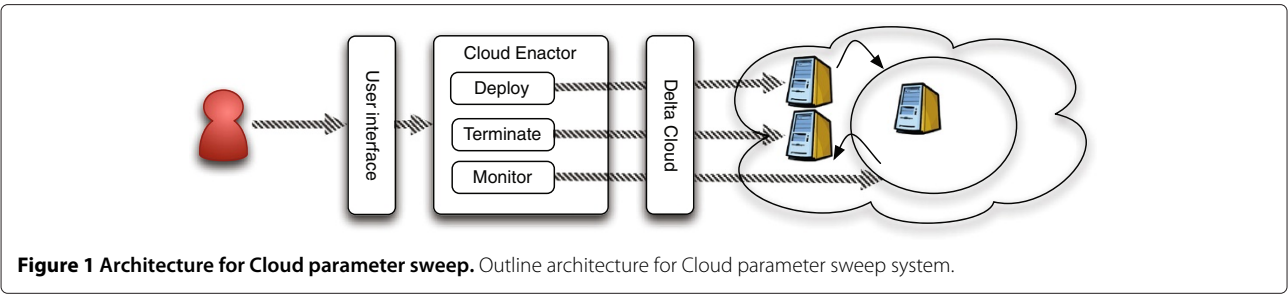 User interface
Cloud Enactor
Deploy
Terminate
Monitor
Delta Cloud
Figure 1 Architecture for Cloud parameter sweep. Outline architecture for Cloud parameter sweep system.